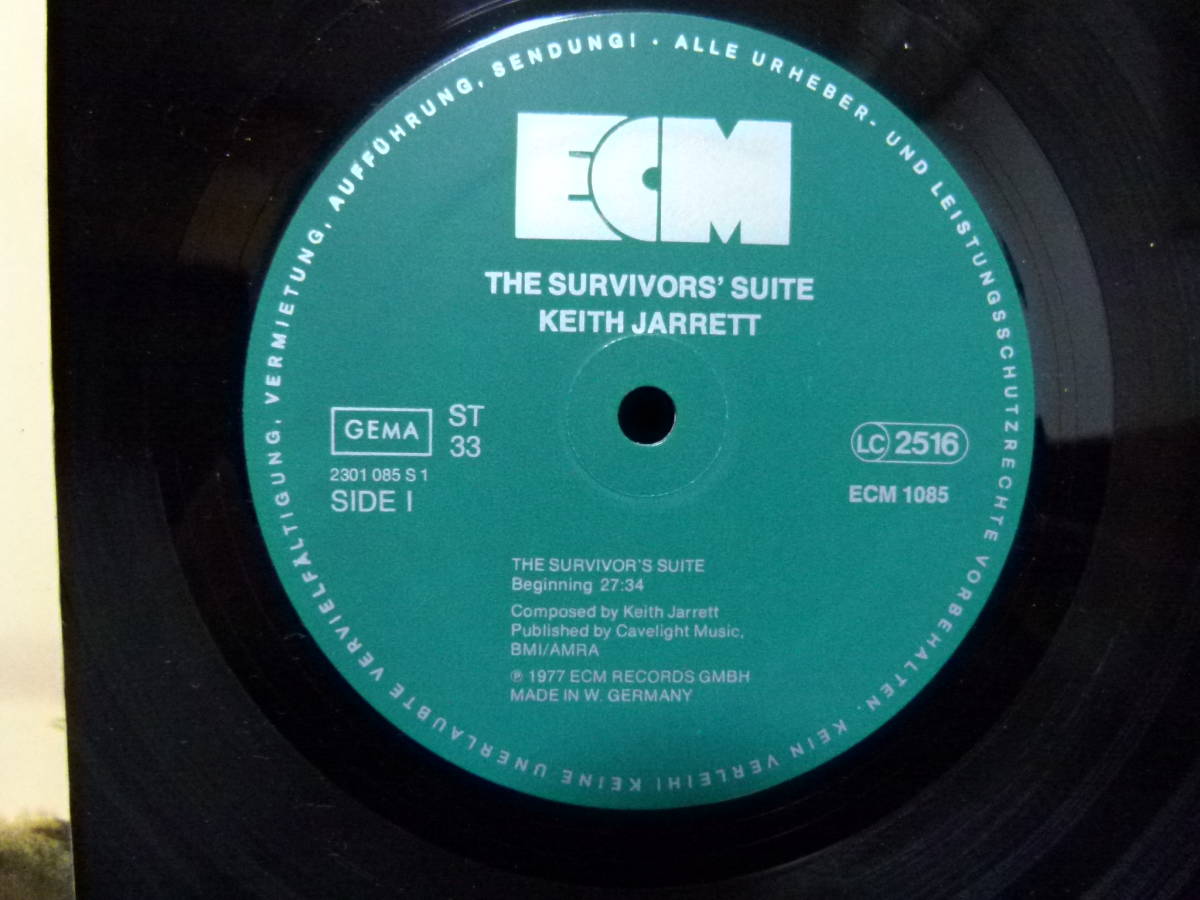 ECM
THE SURVIVORS’ SUITE
KEITH JARRETT
GEMA
ST
33
2301 085 S 1
SIDE I
LC 2516
ECM 1085
THE SURVIVOR'S SUITE
Beginning 27:34
Composed by Keith Jarrett
Published by Cavelight Music,
BMI/AMRA
℗ 1977 ECM RECORDS GMBH
MADE IN W. GERMANY
ALLE URHEBER- UND LEISTUNGSSCHUTZRECHTE VORBEHALTEN. KEIN VERLEIH! KEINE UNERLAUBTE VERVIELFÄLTIGUNG, VERMIETUNG, AUFFÜHRUNG, SENDUNG! •